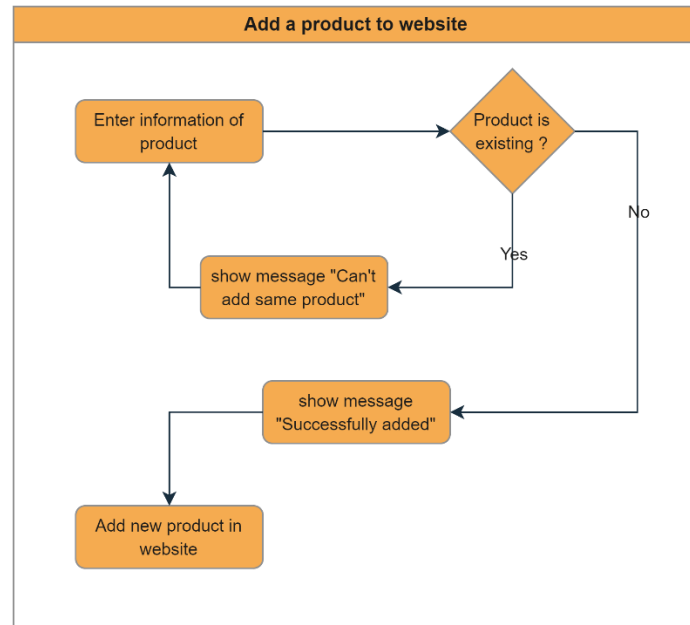 Add a product to website
Enter information of
product
Product is
existing ?
No
Yes
show message "Can't
add same product"
show message
"Successfully added"
Add new product in
website